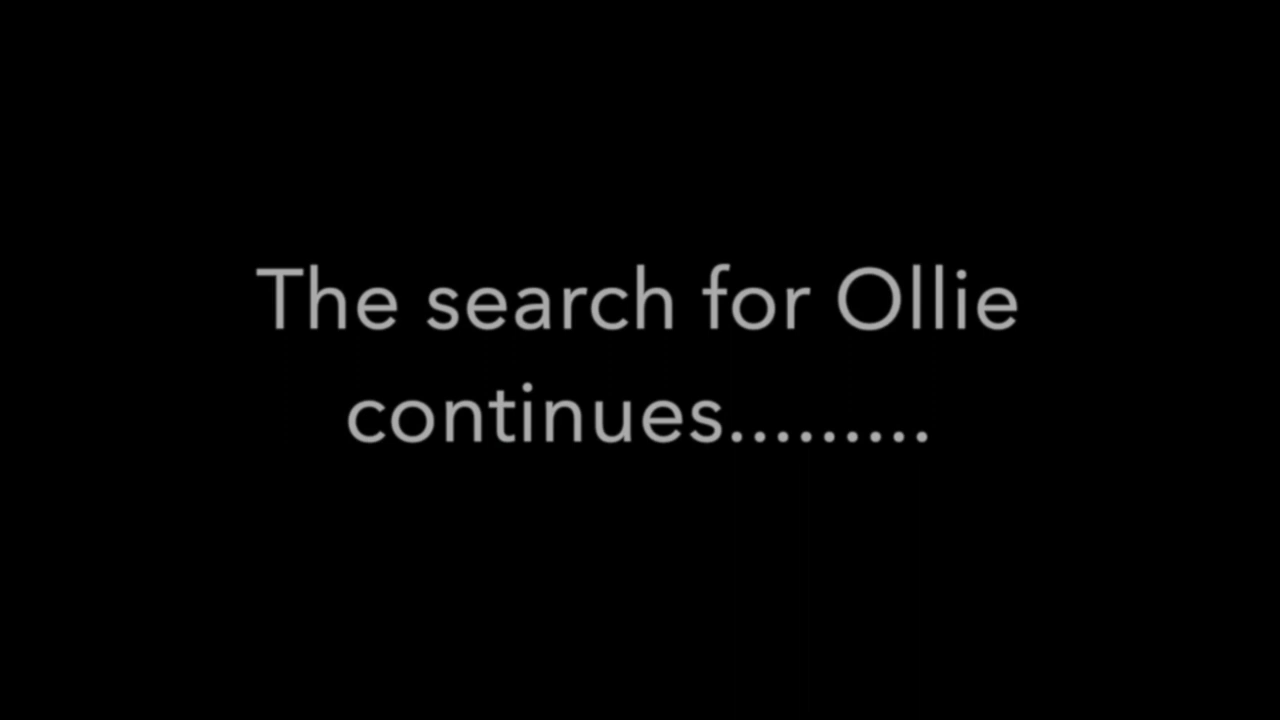 The search for Ollie
continues.........